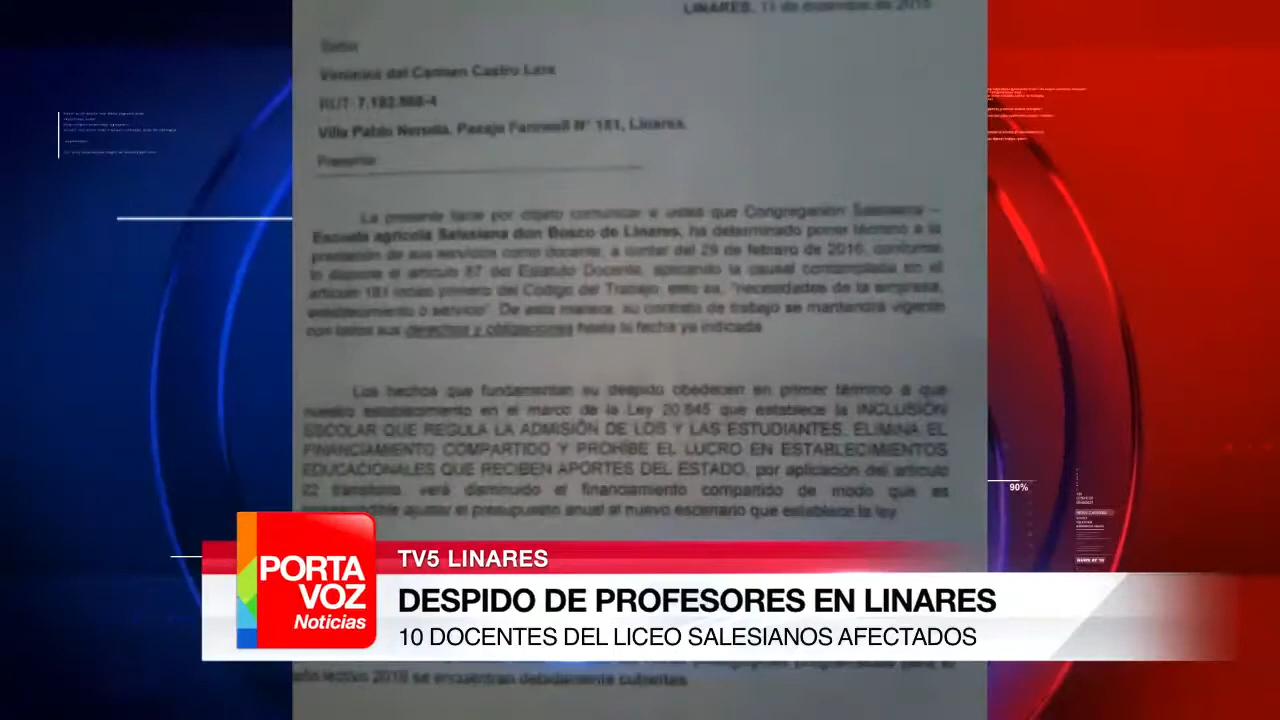 LINARES, 11 de diciembre de 2015
Señor
Verónica del Carmen Castro Lara
RUT:
Villa Pablo Neruda, Pasaje Farewell N° 181, Linares.
Presente
La presente tiene por objeto comunicar a usted que Congregación Salesiana –
Escuela agrícola Salesiana don Bosco de Linares, ha determinado poner término a la
prestación de sus servicios como docente, a contar del 29 de febrero de 2016, conforme
lo dispone el artículo 87 del Estatuto Docente, aplicando la causal contemplada en el
artículo 161 inciso primero del Código del Trabajo, esto es, "necesidades de la empresa,
establecimiento o servicio". De esta manera, su contrato de trabajo se mantendrá vigente
con todos sus derechos y obligaciones hasta la fecha ya indicada
Los hechos que fundamentan su despido obedecen en primer término a que
nuestro establecimiento en el marco de la Ley 20.845 que establece la INCLUSIÓN
ESCOLAR QUE REGULA LA ADMISIÓN DE LOS Y LAS ESTUDIANTES, ELIMINA EL
FINANCIAMIENTO COMPARTIDO Y PROHÍBE EL LUCRO EN ESTABLECIMIENTOS
EDUCACIONALES QUE RECIBEN APORTES DEL ESTADO, por aplicación del artículo
22 transitorio, verá disminuido el financiamiento compartido de modo que es
ajustar el presupuesto anual al nuevo escenario que establece la ley
90%
TV5 LINARES
PORTA
VOZ
Noticias
DESPIDO DE PROFESORES EN LINARES
10 DOCENTES DEL LICEO SALESIANOS AFECTADOS
lectivo 2016 se encuentran debidamente cubiertas